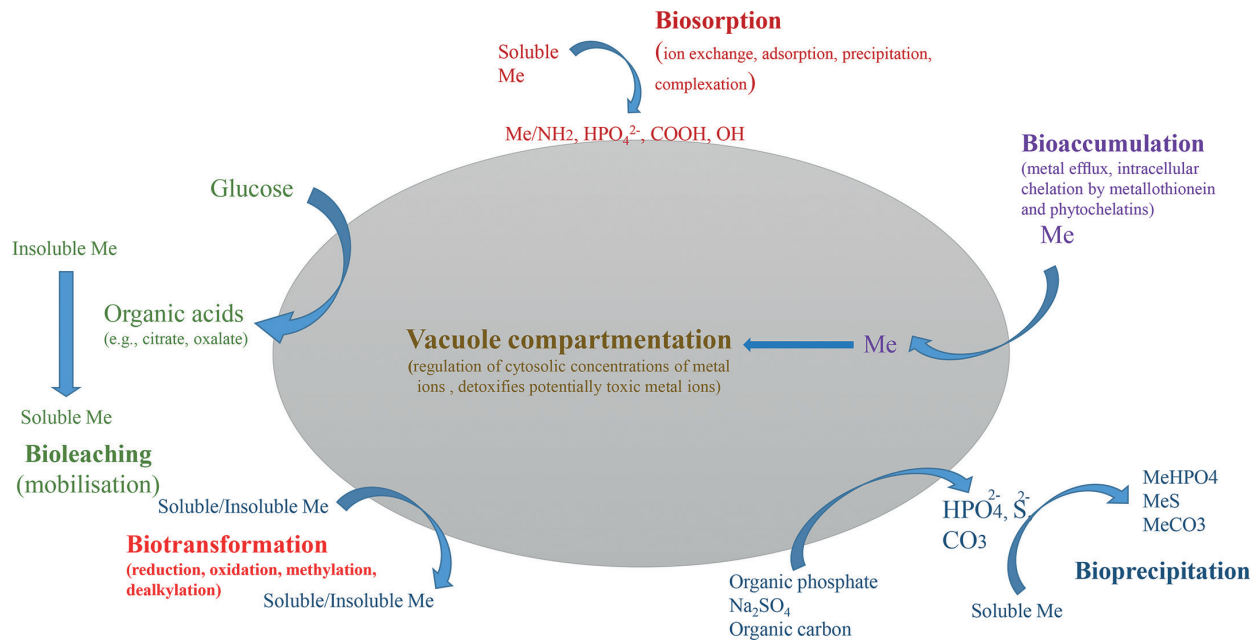 Biosorption
(ion exchange, adsorption, precipitation,
complexation)
Soluble
Me
Me/NH2, HPO₄²⁻, COOH, OH
Bioaccumulation
(metal efflux, intracellular
chelation by metallothionein
and phytochelatins)
Me
Glucose
Insoluble Me
Organic acids
(e.g., citrate, oxalate)
Soluble Me
Bioleaching
(mobilisation)
Vacuole compartmentation
(regulation of cytosolic concentrations of metal
ions , detoxifies potentially toxic metal ions)
Me
Soluble/Insoluble Me
Biotransformation
(reduction, oxidation, methylation,
dealkylation)
Soluble/Insoluble Me
HPO₄²⁻, S²⁻,
CO3
Organic phosphate
Na₂SO₄
Organic carbon
MeHPO4
MeS
MeCO3
Bioprecipitation
Soluble Me